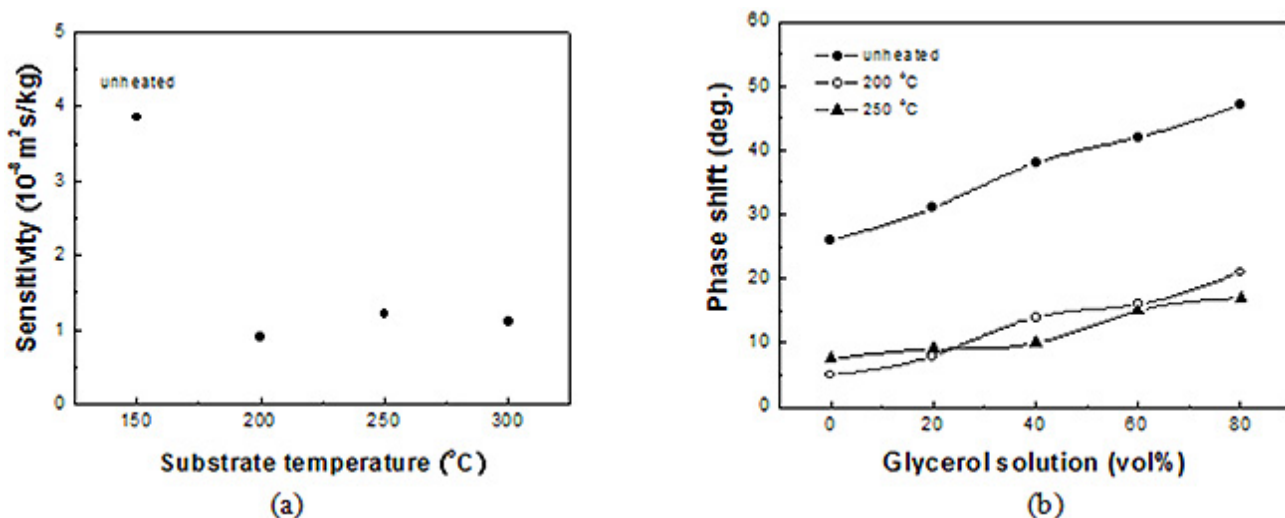 5
4
3
2
1
0
unheated
Sensitivity (10⁻⁸ m²s/kg)
150 200 250 300
Substrate temperature (°C)
(a)
60
50
40
30
20
10
0
unheated
200 °C
250 °C
Phase shift (deg.)
0 20 40 60 80
Glycerol solution (vol%)
(b)